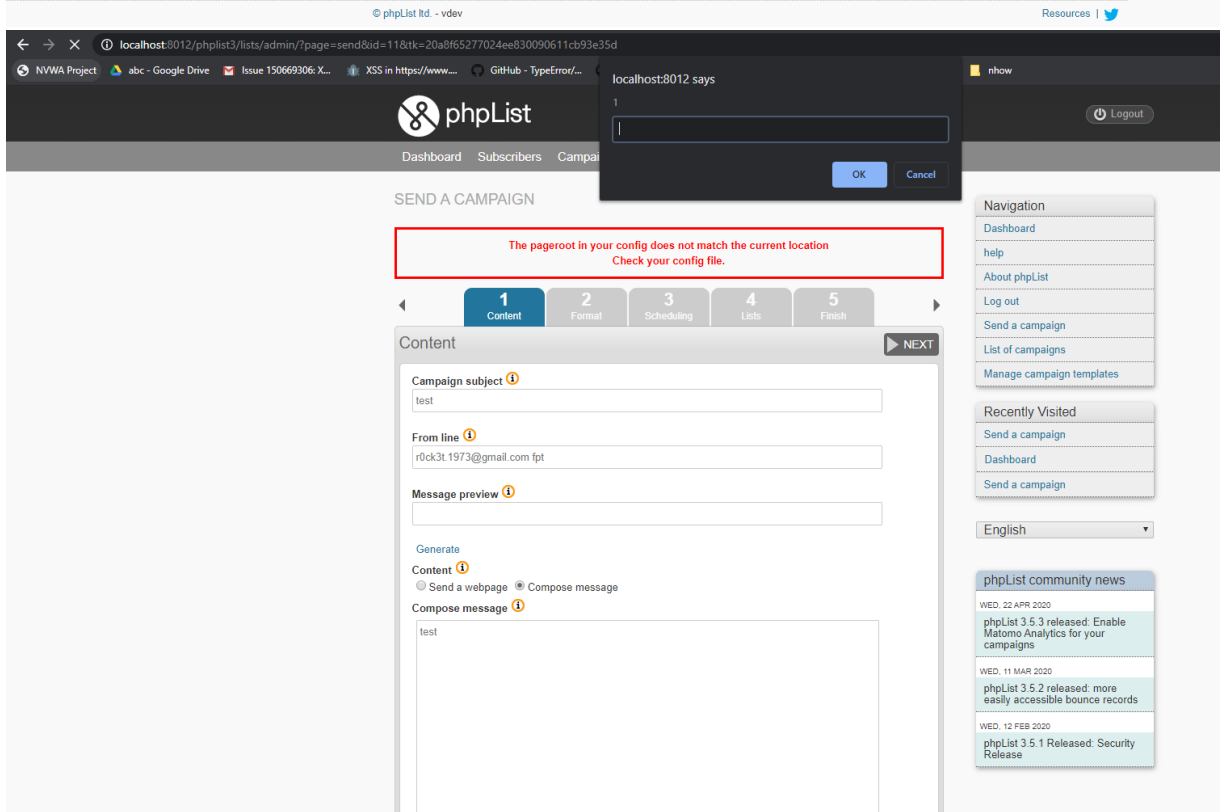 © phpList ltd. - vdev
Resources |
localhost:8012/phplist3/lists/admin/?page=send&id=11&tk=20a8f65277024ee830090611cb93e35d
NVWA Project abc - Google Drive Issue 150669306: X... XSS in https://www.... GitHub - TypeError/... nhow
localhost:8012 says
1
OK Cancel
phpList
Logout
Dashboard Subscribers Campai
SEND A CAMPAIGN
The pageroot in your config does not match the current location
Check your config file.
1 2 3 4 5
Content Format Scheduling Lists Finish
Content
NEXT
Campaign subject
test
From line
r0ck3t.1973@gmail.com fpt
Message preview
Generate
Content
Send a webpage Compose message
Compose message
test
Navigation
Dashboard
help
About phpList
Log out
Send a campaign
List of campaigns
Manage campaign templates
Recently Visited
Send a campaign
Dashboard
Send a campaign
English
phpList community news
WED, 22 APR 2020
phpList 3.5.3 released: Enable
Matomo Analytics for your
campaigns
WED, 11 MAR 2020
phpList 3.5.2 released: more
easily accessible bounce records
WED, 12 FEB 2020
phpList 3.5.1 Released: Security
Release